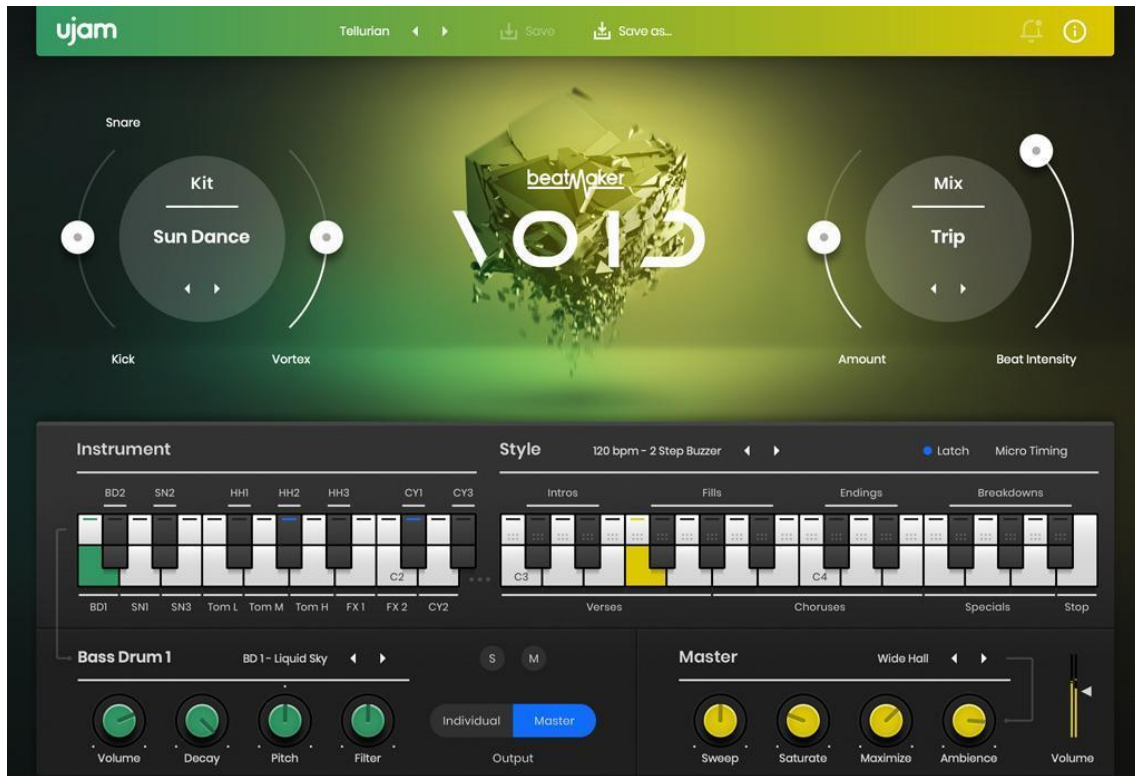 ujam
Tellurian
Save
Save as...
Snare
Kit
Sun Dance
Kick
Vortex
beatMaker
VOID
Mix
Trip
Amount
Beat Intensity
Instrument
Style
120 bpm - 2 Step Buzzer
Latch
Micro Timing
BD2 SN2 HH1 HH2 HH3 CY1 CY3
Intros Fills Endings Breakdowns
C2 C3 C4
BD1 SN1 SN3 Tom L Tom M Tom H FX 1 FX 2 CY2
Verses Choruses Specials Stop
Bass Drum 1
BD 1 - Liquid Sky
S M
Master
Wide Hall
Individual Master
Volume Decay Pitch Filter
Output
Sweep Saturate Maximize Ambience
Volume